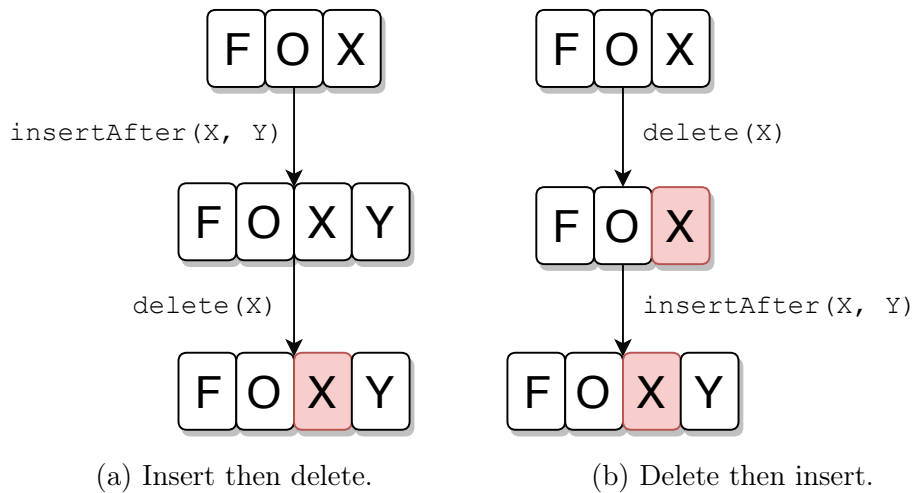 F O X
insertAfter(X, Y)
F O X Y
delete(X)
F O X Y
(a) Insert then delete.
F O X
delete(X)
F O X
insertAfter(X, Y)
F O X Y
(b) Delete then insert.